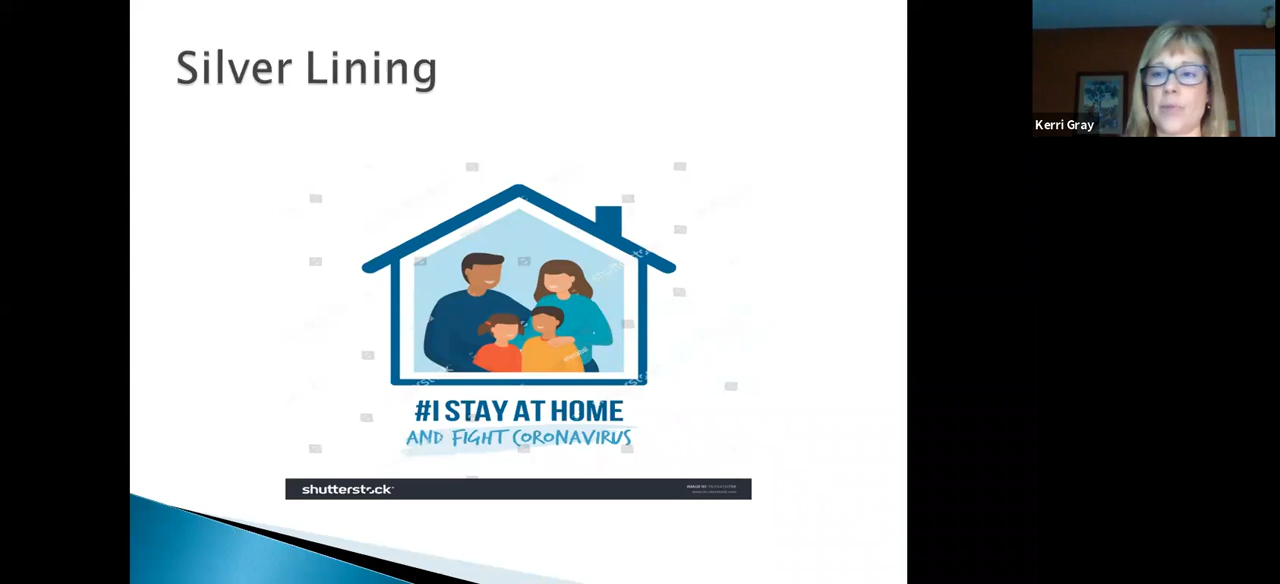 Silver Lining
Kerri Gray
#I STAY AT HOME
AND FIGHT CORONAVIRUS
shutterstock